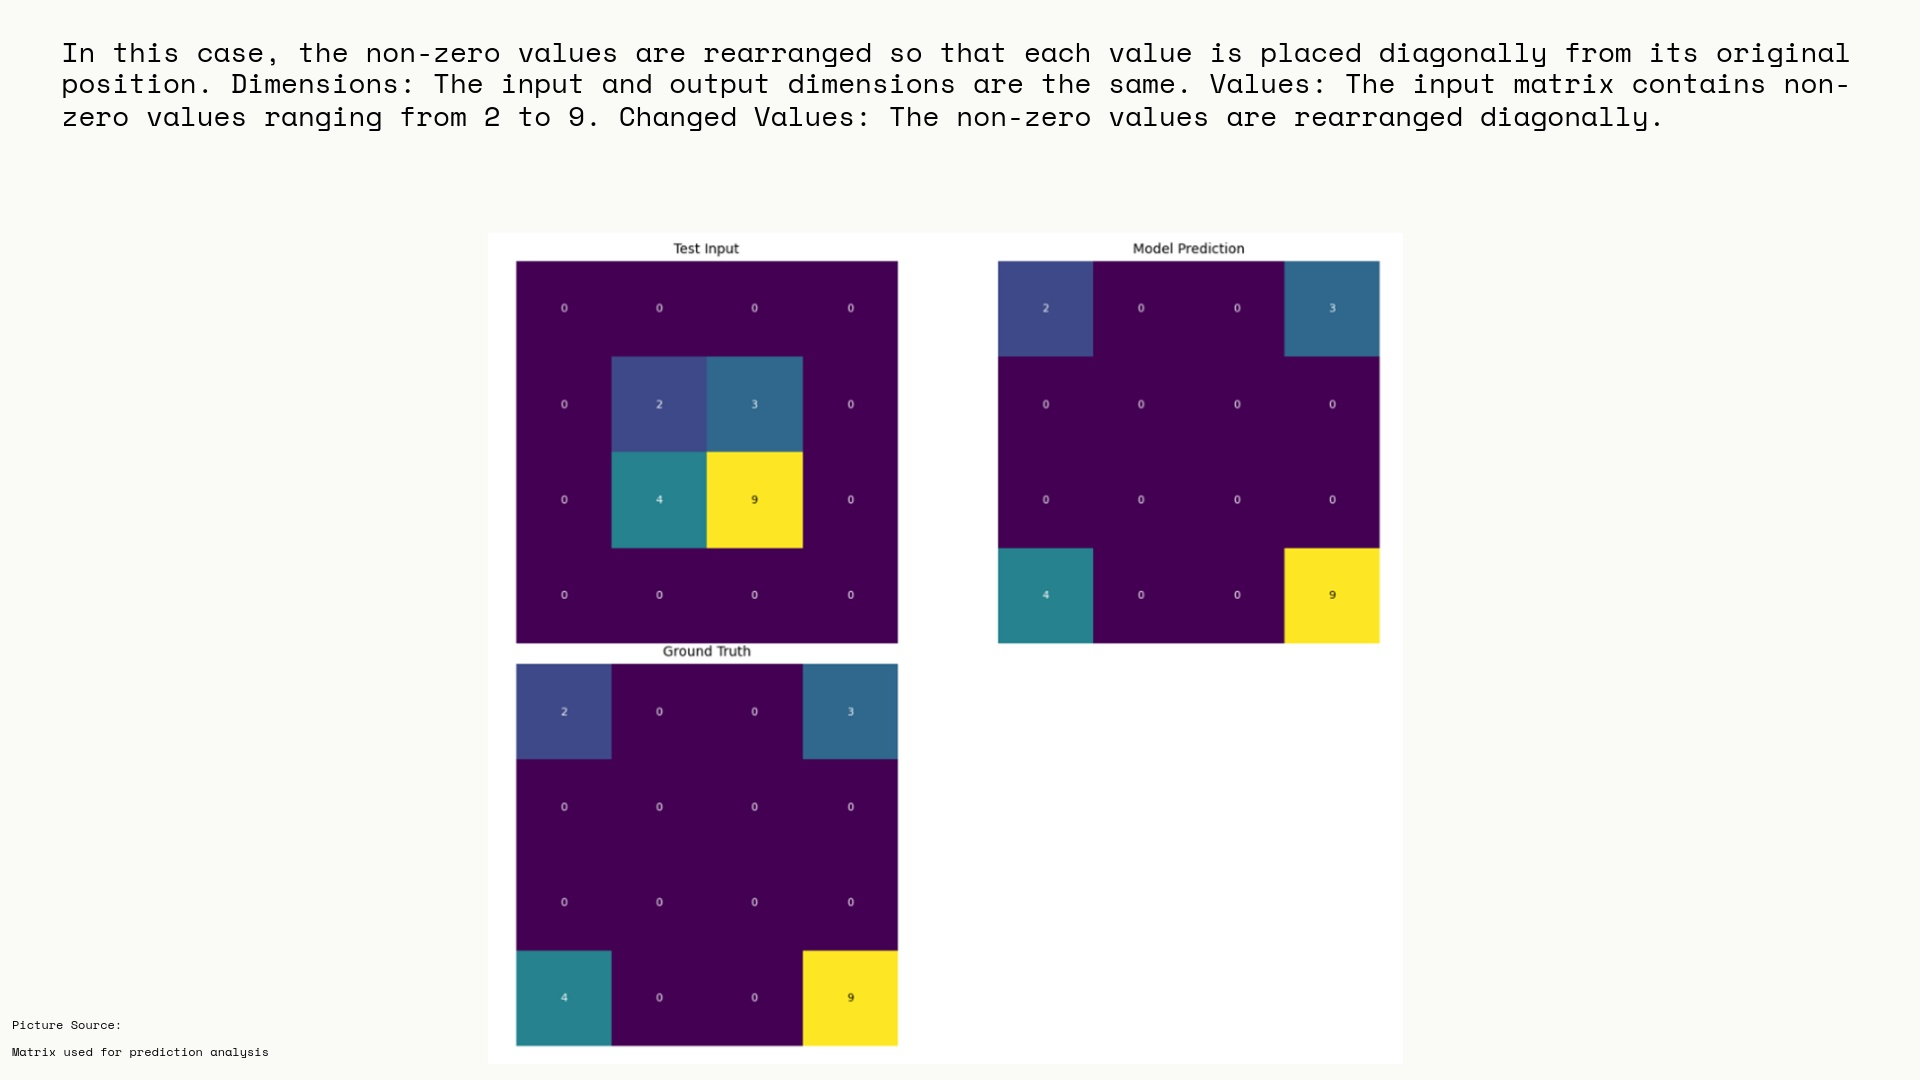 In this case, the non-zero values are rearranged so that each value is placed diagonally from its original
position. Dimensions: The input and output dimensions are the same. Values: The input matrix contains non-
zero values ranging from 2 to 9. Changed Values: The non-zero values are rearranged diagonally.
Test Input
0 0 0 0
0 2 3 0
0 4 9 0
0 0 0 0
Model Prediction
2 0 0 3
0 0 0 0
0 0 0 0
4 0 0 9
Ground Truth
2 0 0 3
0 0 0 0
0 0 0 0
4 0 0 9
Picture Source:
Matrix used for prediction analysis